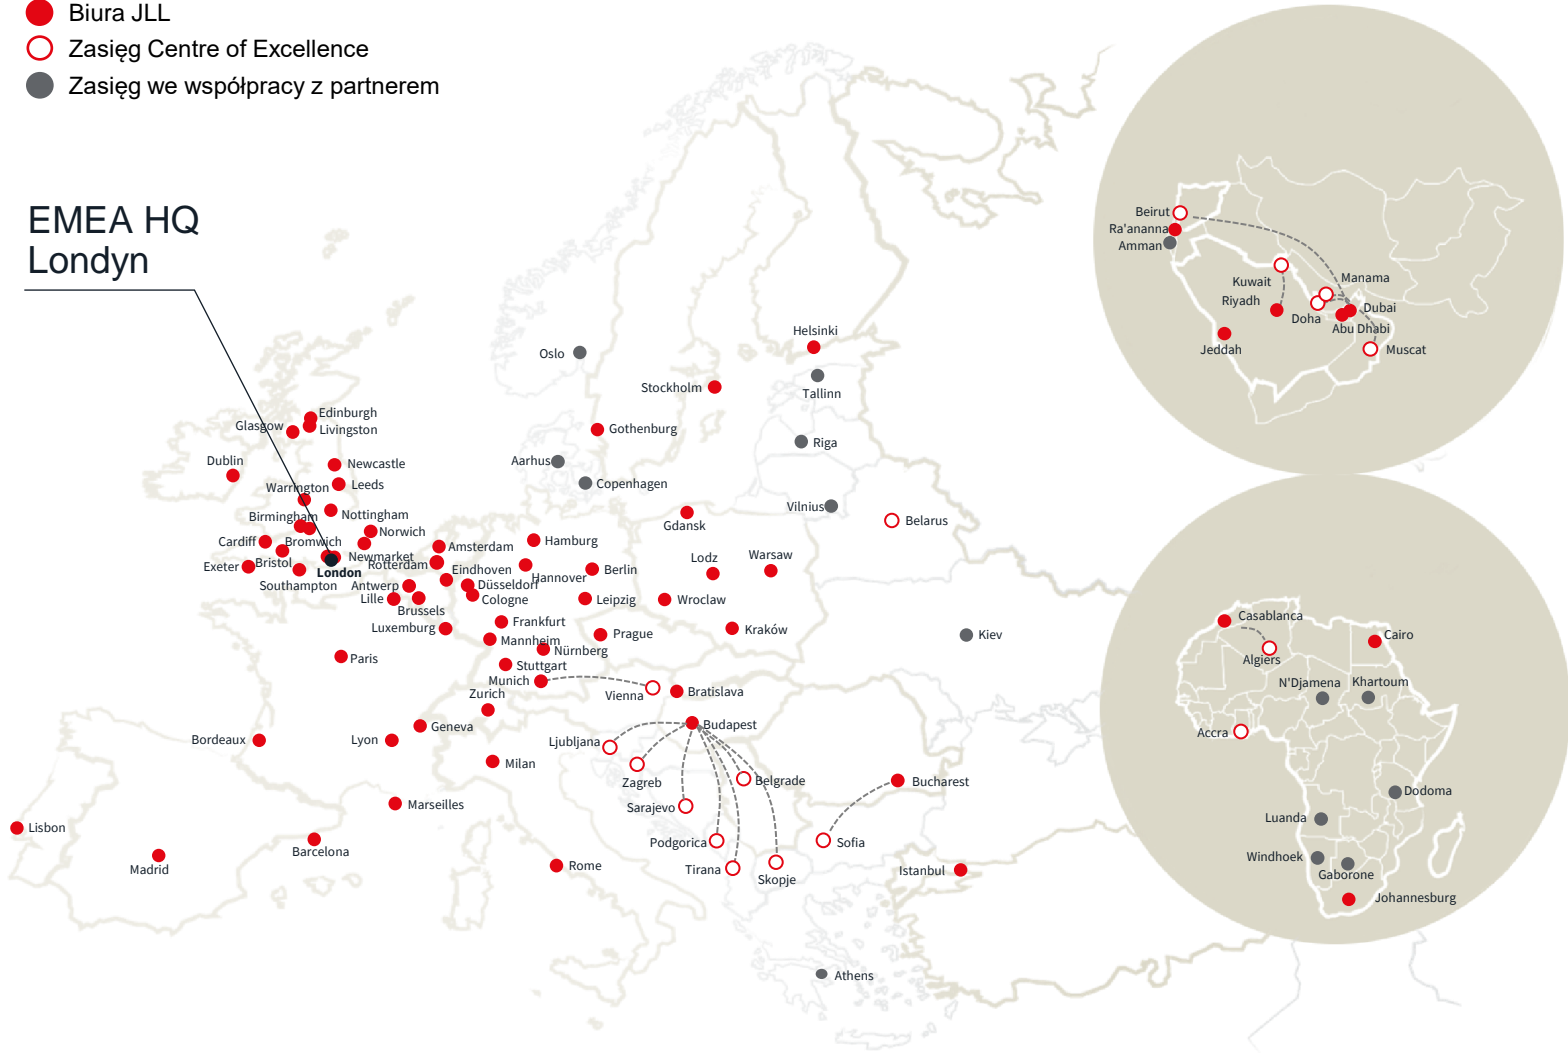 Biura JLL
Zasięg Centre of Excellence
Zasięg we współpracy z partnerem
EMEA HQ
Londyn
Beirut
Ra'ananna
Amman
Kuwait
Manama
Riyadh
Doha
Dubai
Abu Dhabi
Jeddah
Muscat
Helsinki
Oslo
Stockholm
Tallinn
Edinburgh
Glasgow
Livingston
Gothenburg
Riga
Dublin
Newcastle
Aarhus
Warrington
Leeds
Copenhagen
Vilnius
Birmingham
Nottingham
Gdansk
Belarus
Norwich
Cardiff
Bromwich
Amsterdam
Hamburg
Exeter
Bristol
Newmarket
Rotterdam
Lodz
Warsaw
London
Eindhoven
Hannover
Berlin
Southampton
Antwerp
Düsseldorf
Lille
Cologne
Leipzig
Wroclaw
Brussels
Luxemburg
Frankfurt
Prague
Kraków
Kiev
Mannheim
Nürnberg
Paris
Stuttgart
Munich
Zurich
Vienna
Bratislava
Bordeaux
Lyon
Geneva
Ljubljana
Budapest
Milan
Zagreb
Belgrade
Bucharest
Marseilles
Sarajevo
Lisbon
Podgorica
Sofia
Barcelona
Madrid
Rome
Tirana
Skopje
Istanbul
Athens
Casablanca
Cairo
Algiers
N'Djamena
Khartoum
Accra
Dodoma
Luanda
Windhoek
Gaborone
Johannesburg